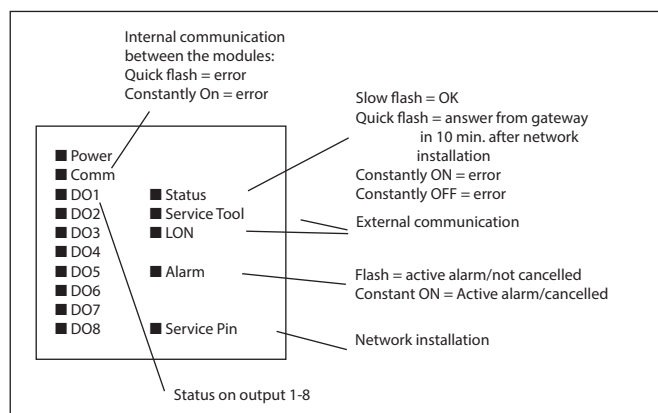 Internal communication
between the modules:
Quick flash = error
Constantly On = error
Slow flash = OK
Quick flash = answer from gateway
in 10 min. after network
installation
Constantly ON = error
Constantly OFF = error
Power
Comm
DO1
Status
DO2
Service Tool
DO3
LON
External communication
DO4
DO5
Alarm
Flash = active alarm/not cancelled
Constant ON = Active alarm/cancelled
DO6
DO7
DO8
Service Pin
Network installation
Status on output 1-8